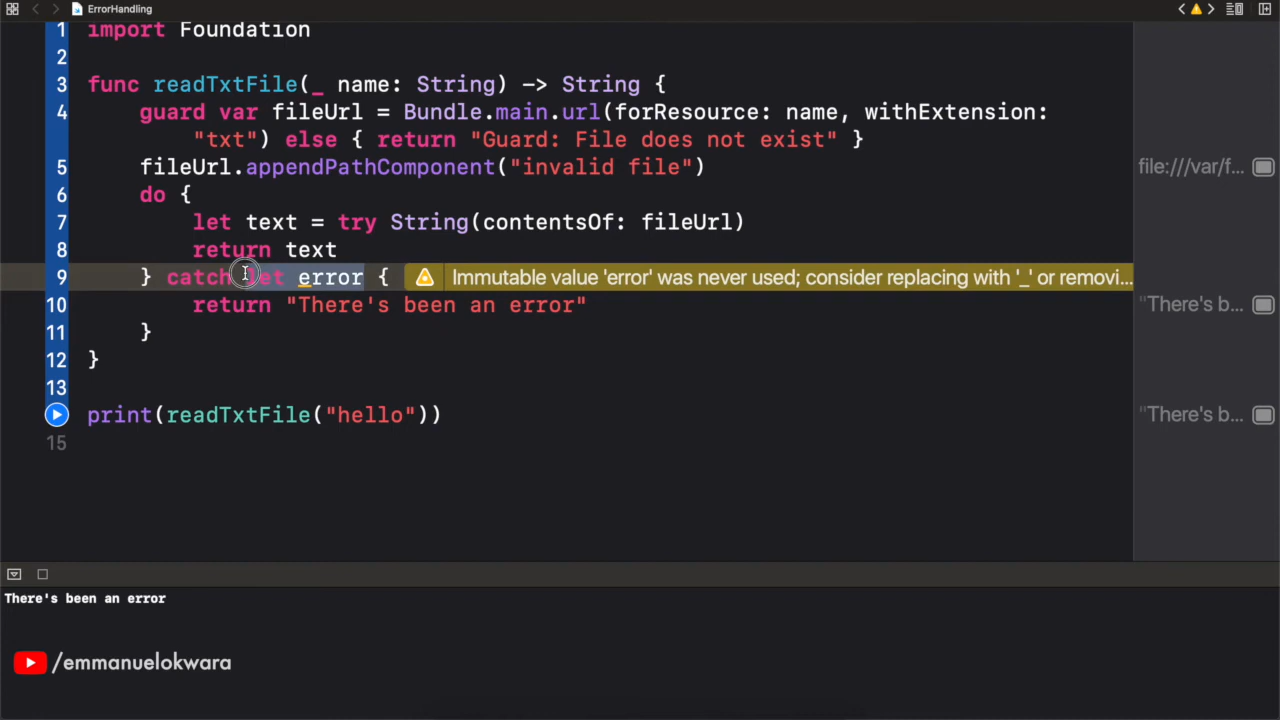 ErrorHandling
1 import Foundation
2
3 func readTxtFile(_ name: String) -> String {
4 guard var fileUrl = Bundle.main.url(forResource: name, withExtension:
"txt") else { return "Guard: File does not exist" }
5 fileUrl.appendPathComponent("invalid file")
file:///var/f...
6 do {
7 let text = try String(contentsOf: fileUrl)
8 return text
9 } catch let error {
Immutable value 'error' was never used; consider replacing with '_' or removi...
10 return "There's been an error"
"There's b...
11 }
12 }
13
print(readTxtFile("hello"))
"There's b...
15
There's been an error
/emmanuelokwara